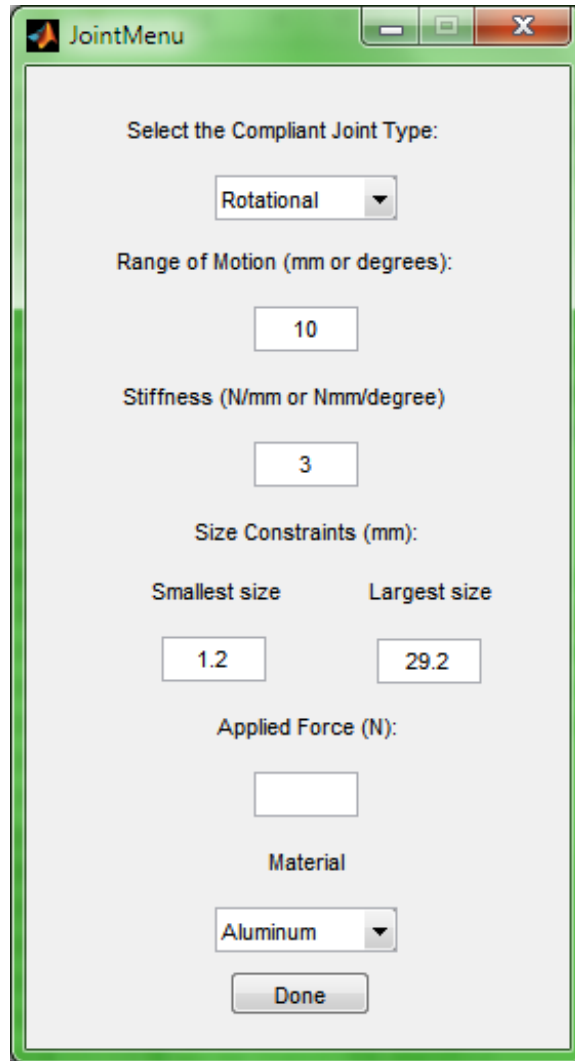 JointMenu
Select the Compliant Joint Type:
Rotational
Range of Motion (mm or degrees):
10
Stiffness (N/mm or Nmm/degree)
3
Size Constraints (mm):
Smallest size Largest size
1.2 29.2
Applied Force (N):
Material
Aluminum
Done